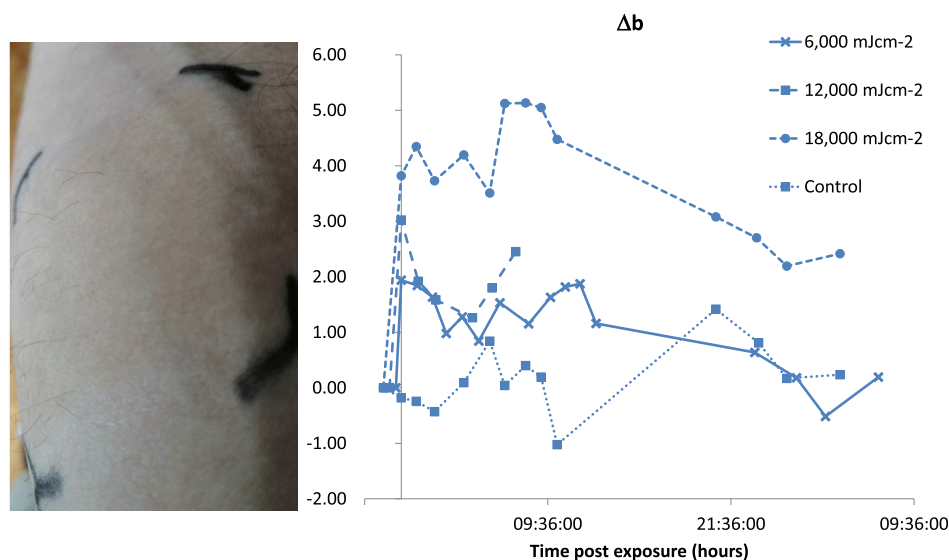 Δb
6,000 mJcm-2
12,000 mJcm-2
18,000 mJcm-2
Control
6.00
5.00
4.00
3.00
2.00
1.00
0.00
-1.00
-2.00
09:36:00
21:36:00
09:36:00
Time post exposure (hours)